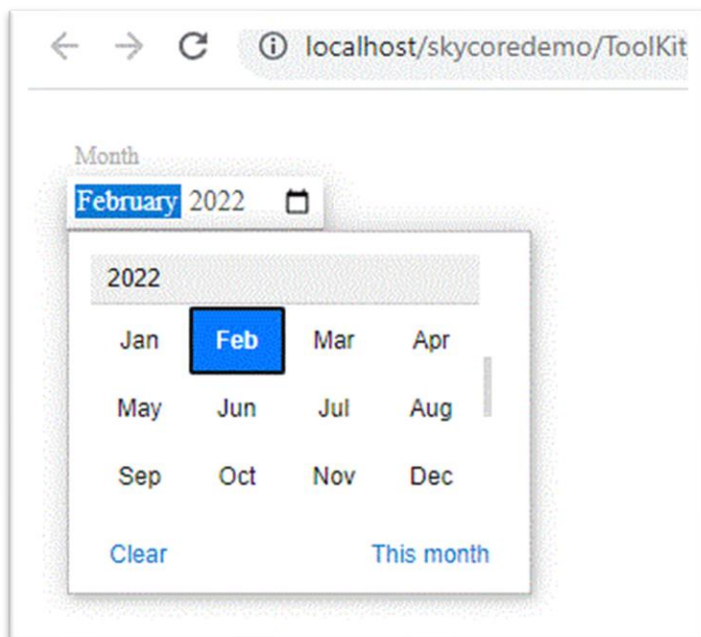 localhost/skycoredemo/ToolKit
Month
February 2022
2022
Jan Feb Mar Apr
May Jun Jul Aug
Sep Oct Nov Dec
Clear This month